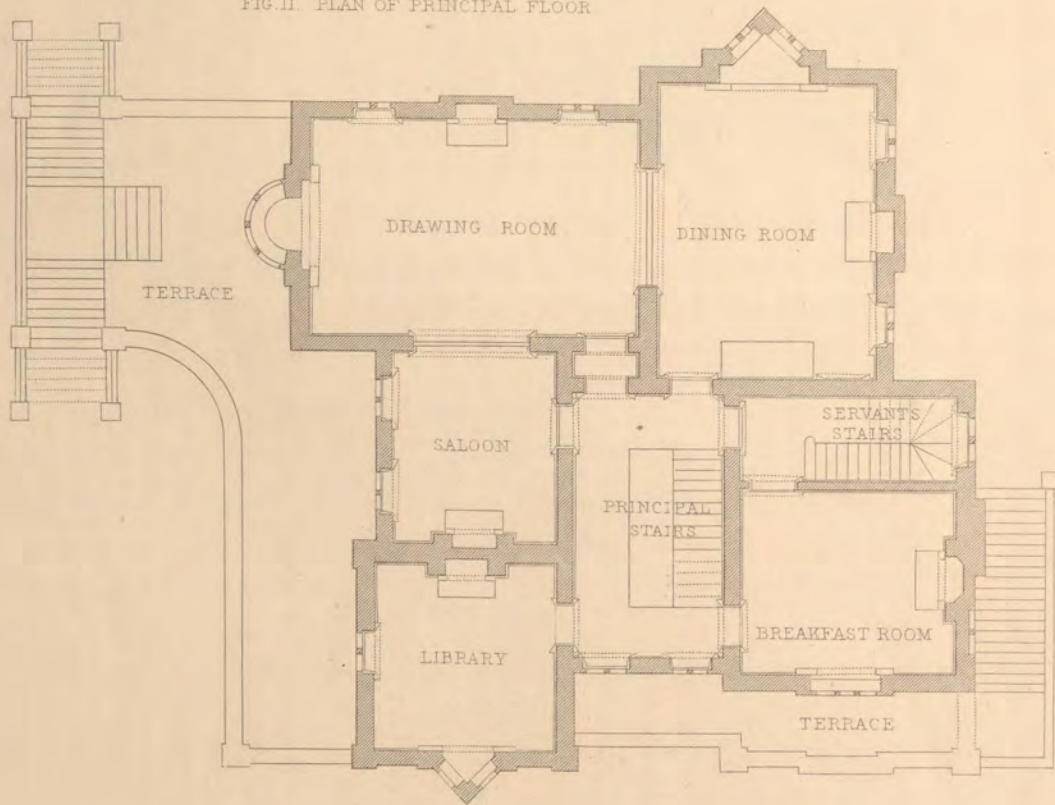 FIG. II. PLAN OF PRINCIPAL FLOOR
DRAWING ROOM
DINING ROOM
TERRACE
SALOON
SERVANTS
STAIRS
PRINCIPAL
STAIRS
LIBRARY
BREAKFAST ROOM
TERRACE